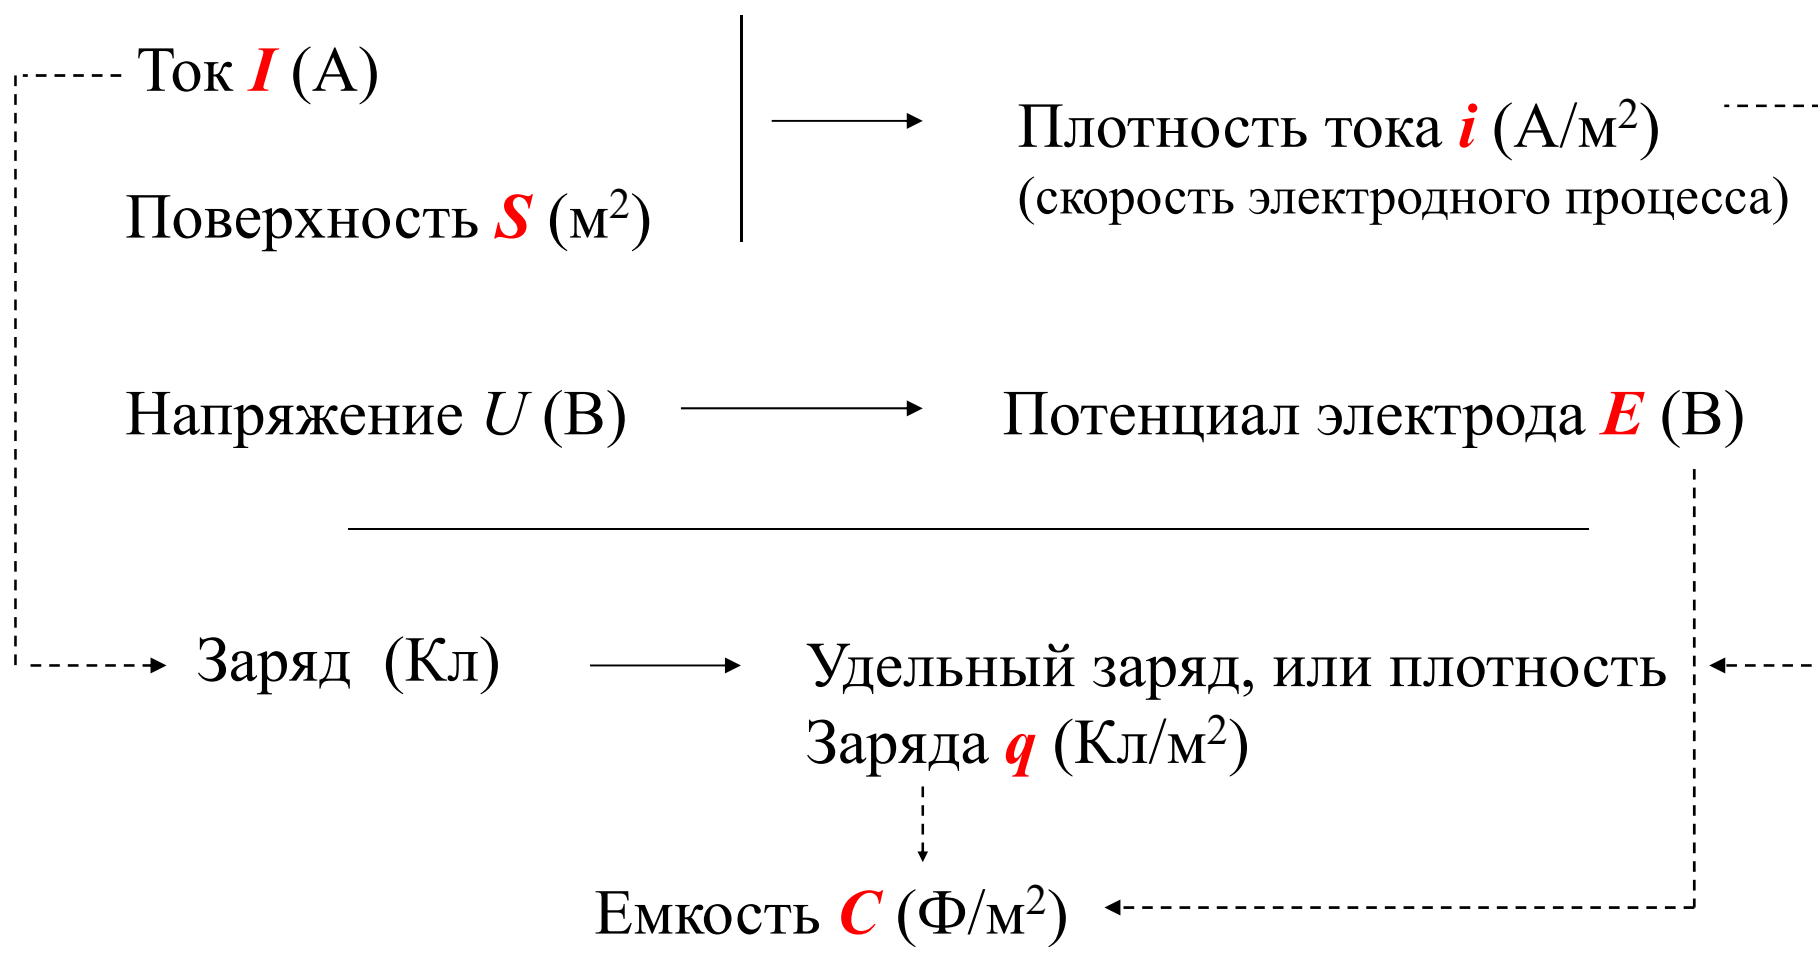 Ток I (А)
Плотность тока i (А/м²)
(скорость электродного процесса)
Поверхность S (м²)
Напряжение U (В)
Потенциал электрода E (В)
Заряд (Кл)
Удельный заряд, или плотность
Заряда q (Кл/м²)
Емкость C (Ф/м²)